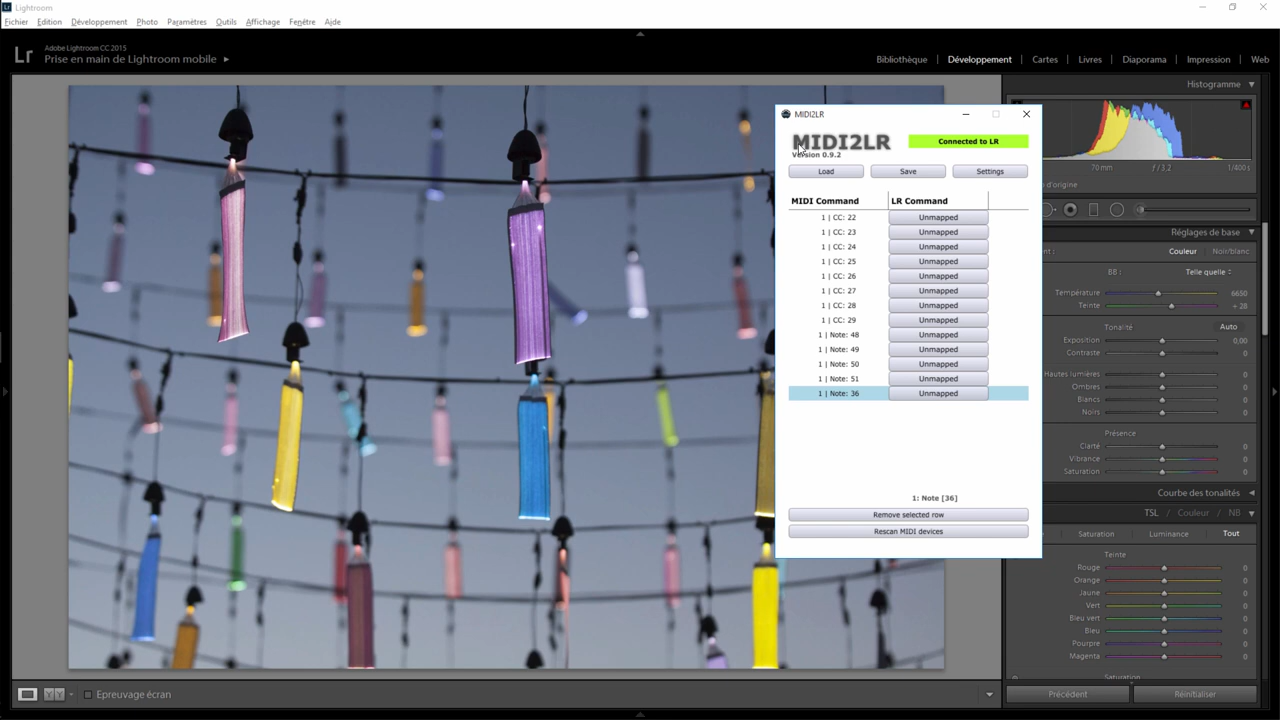 Lightroom
Fichier Edition Développement Photo Paramètres Outils Affichage Fenêtre Aide
Lr
Adobe Lightroom CC 2015
Prise en main de Lightroom mobile
Bibliothèque Développement Cartes Livres Diaporama Impression Web
Histogramme
70 mm ƒ / 3,2 1/400 s
o d'origine
MIDI2LR
MIDI2LR
Version 0.9.2
Connected to LR
Load Save Settings
MIDI Command LR Command
1 | CC: 22 Unmapped
1 | CC: 23 Unmapped
1 | CC: 24 Unmapped
1 | CC: 25 Unmapped
1 | CC: 26 Unmapped
1 | CC: 27 Unmapped
1 | CC: 28 Unmapped
1 | CC: 29 Unmapped
1 | Note: 48 Unmapped
1 | Note: 49 Unmapped
1 | Note: 50 Unmapped
1 | Note: 51 Unmapped
1 | Note: 36 Unmapped
1: Note [36]
Remove selected row
Rescan MIDI devices
Réglages de base
ent : Couleur Noir/blanc
BB : Telle quelle
Température 6650
Teinte + 28
Tonalité Auto
Exposition 0,00
Contraste 0
Hautes lumières 0
Ombres 0
Blancs 0
Noirs 0
Présence
Clarté 0
Vibrance 0
Saturation 0
Courbe des tonalités
TSL / Couleur / NB
Saturation Luminance Tout
Teinte
Rouge 0
Orange 0
Jaune 0
Vert 0
Bleu vert 0
Bleu 0
Pourpre 0
Magenta 0
Saturation
Epreuvage écran
Précédent Réinitialiser